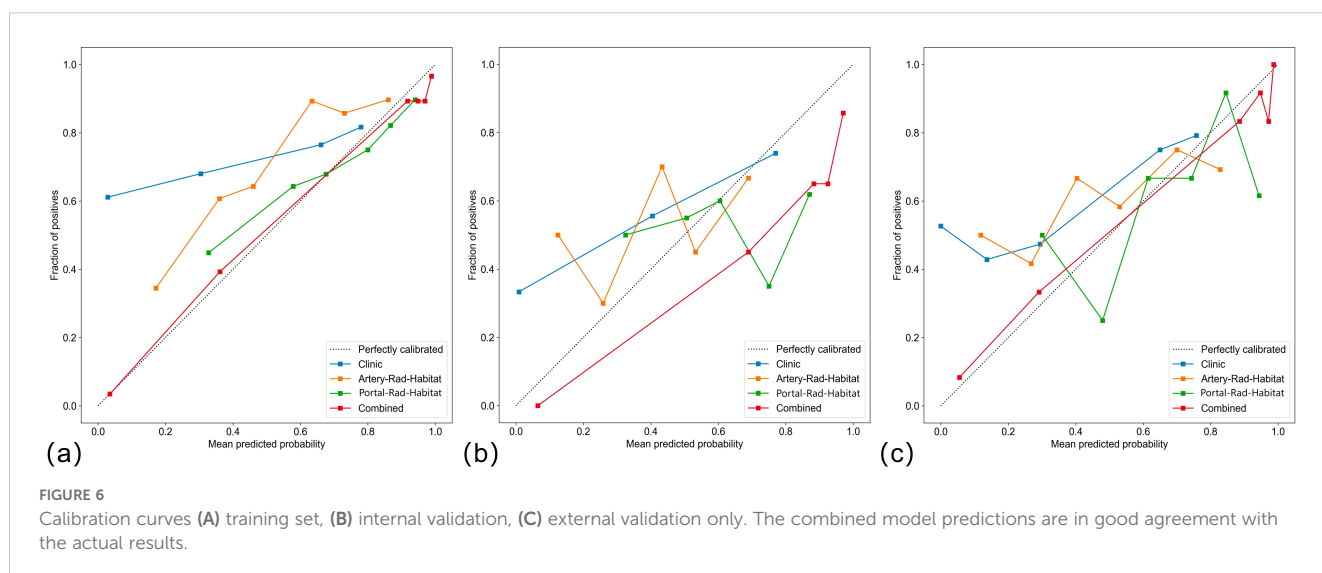 1.0
0.8
0.6
0.4
0.2
0.0
Fraction of positives
0.0 0.2 0.4 0.6 0.8 1.0
Mean predicted probability
Perfectly calibrated
Clinic
Artery-Rad-Habitat
Portal-Rad-Habitat
Combined
(a)
1.0
0.8
0.6
0.4
0.2
0.0
Fraction of positives
0.0 0.2 0.4 0.6 0.8 1.0
Mean predicted probability
Perfectly calibrated
Clinic
Artery-Rad-Habitat
Portal-Rad-Habitat
Combined
(b)
1.0
0.8
0.6
0.4
0.2
0.0
Fraction of positives
0.0 0.2 0.4 0.6 0.8 1.0
Mean predicted probability
Perfectly calibrated
Clinic
Artery-Rad-Habitat
Portal-Rad-Habitat
Combined
(c)
FIGURE 6
Calibration curves (A) training set, (B) internal validation, (C) external validation only. The combined model predictions are in good agreement with
the actual results.